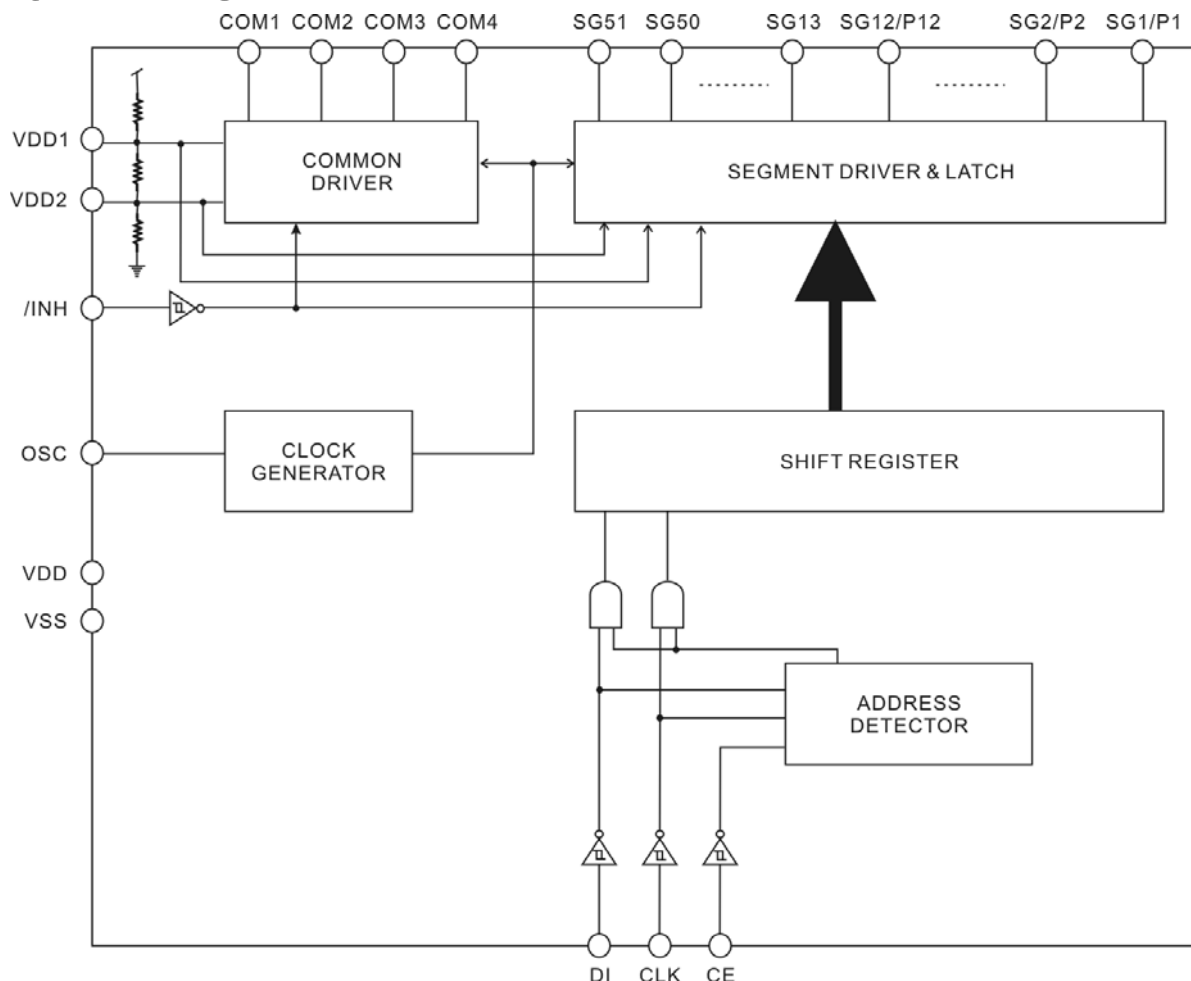 COM1 COM2 COM3 COM4 SG51 SG50 SG13 SG12/P12 SG2/P2 SG1/P1
VDD1
COMMON
DRIVER
SEGMENT DRIVER & LATCH
VDD2
/INH
OSC
CLOCK
GENERATOR
SHIFT REGISTER
VDD
VSS
ADDRESS
DETECTOR
DI CLK CE